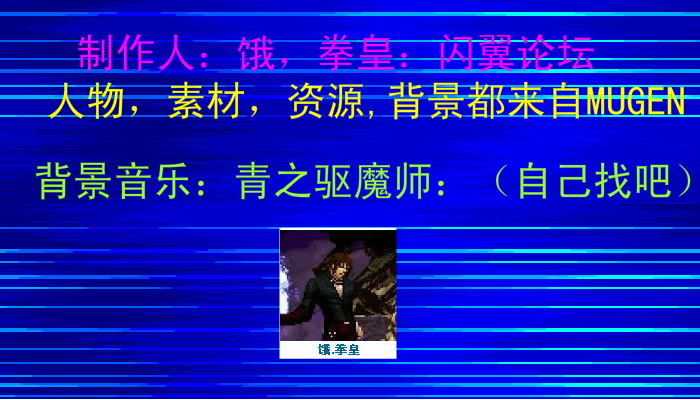 制作人：饿，拳皇：闪翼论坛
人物，素材，资源,背景都来自MUGEN
背景音乐：青之驱魔师：（自己找吧）
饿.拳皇